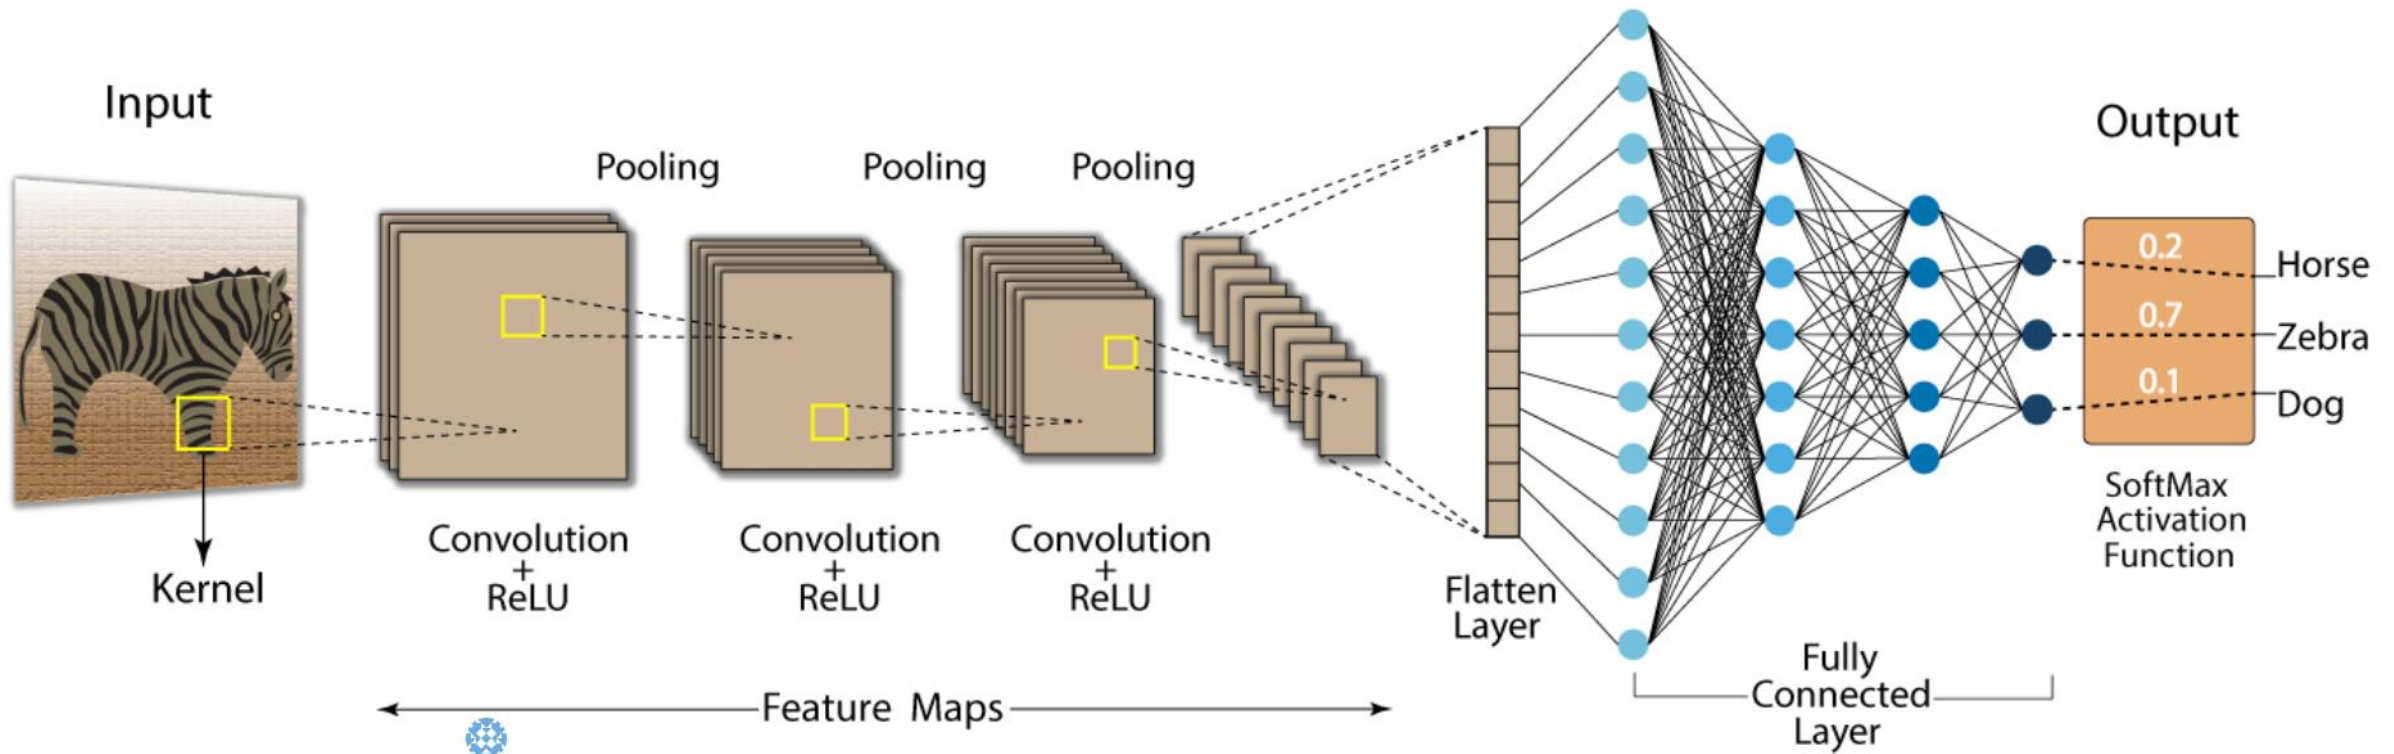 Input
Kernel
Pooling
Pooling
Pooling
Convolution
+
ReLU
Convolution
+
ReLU
Convolution
+
ReLU
Feature Maps
Flatten
Layer
Fully
Connected
Layer
Output
0.2
Horse
0.7
Zebra
0.1
Dog
SoftMax
Activation
Function